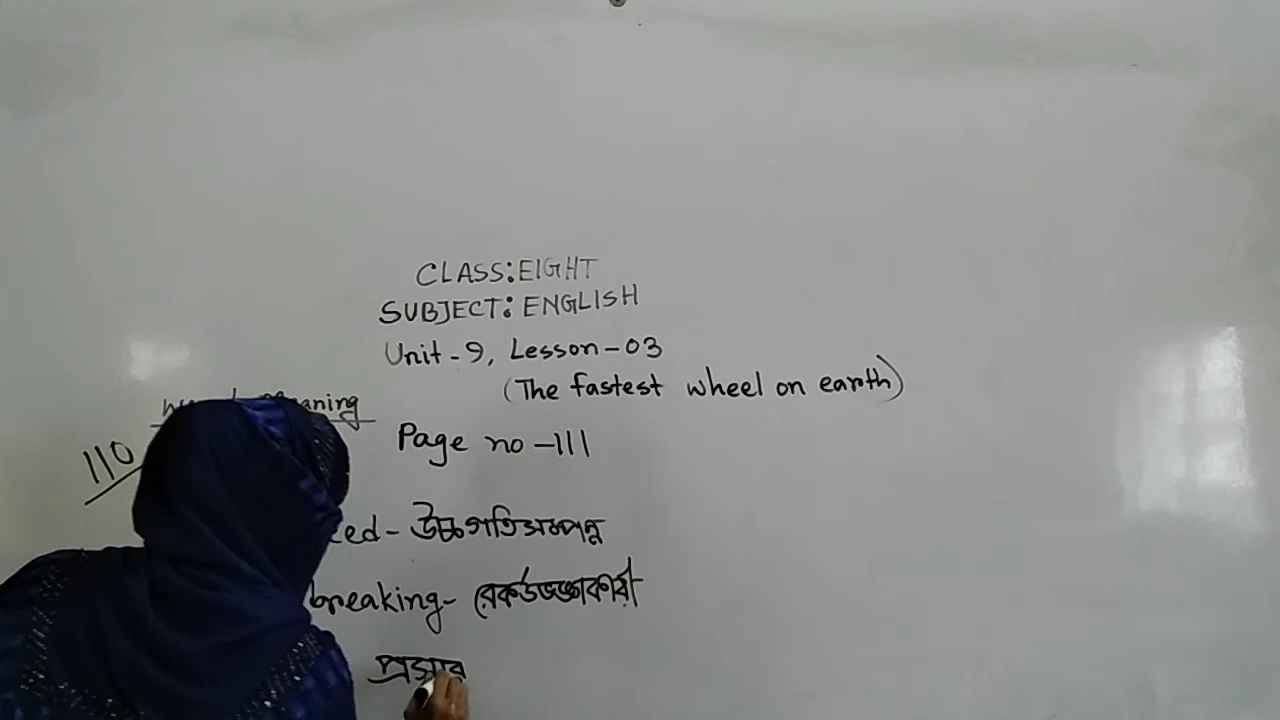 CLASS:EIGHT
SUBJECT: ENGLISH
Unit-9, Lesson-03
(The fastest wheel on earth)
110
Page no -111
উচ্চগতিসম্পন্ন
breaking- রেকর্ডভঙ্গকারী
প্রসার